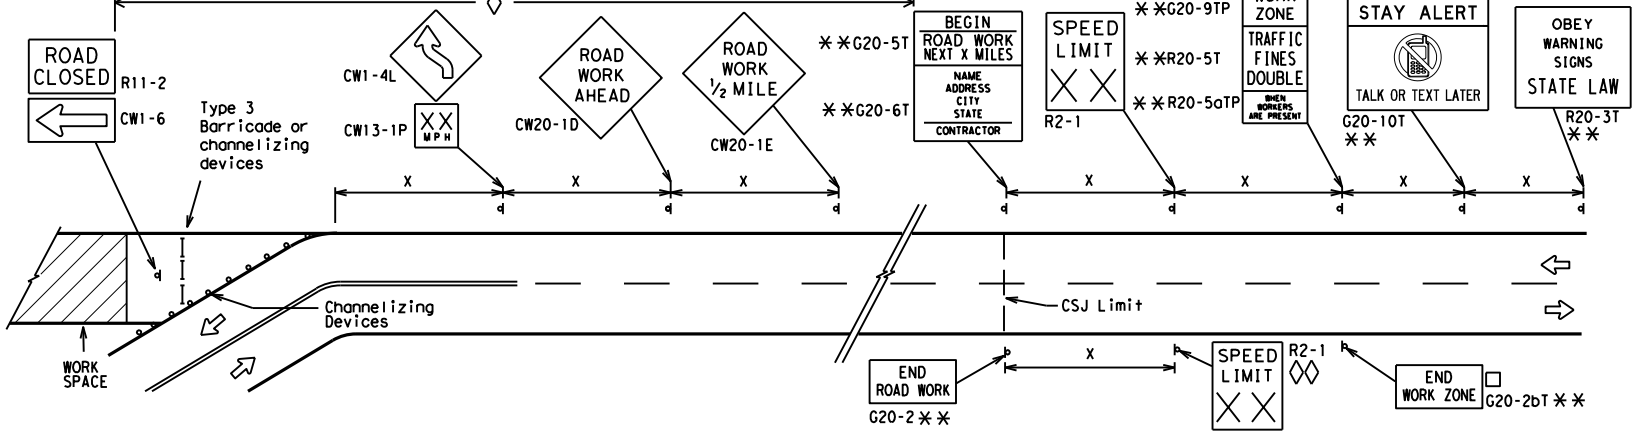 ROAD
CLOSED
R11-2
CW1-6
Type 3
Barricade or
channelizing
devices
CW1-4L
XX
MPH
CW13-1P
ROAD
WORK
AHEAD
CW20-1D
ROAD
WORK
1/2 MILE
CW20-1E
**G20-5T
**G20-6T
BEGIN
ROAD WORK
NEXT X MILES
NAME
ADDRESS
CITY
STATE
CONTRACTOR
SPEED
LIMIT
X X
R2-1
**G20-9TP
**R20-5T
**R20-5aTP
ZONE
TRAFFIC
FINES
DOUBLE
WHEN
WORKERS
ARE PRESENT
STAY ALERT
TALK OR TEXT LATER
G20-10T
**
OBEY
WARNING
SIGNS
STATE LAW
R20-3T
**
X
X
X
X
X
X
X
Channelizing
Devices
CSJ Limit
WORK
SPACE
END
ROAD WORK
G20-2 **
X
SPEED
LIMIT
X X
R2-1
END
WORK ZONE
G20-2bT **